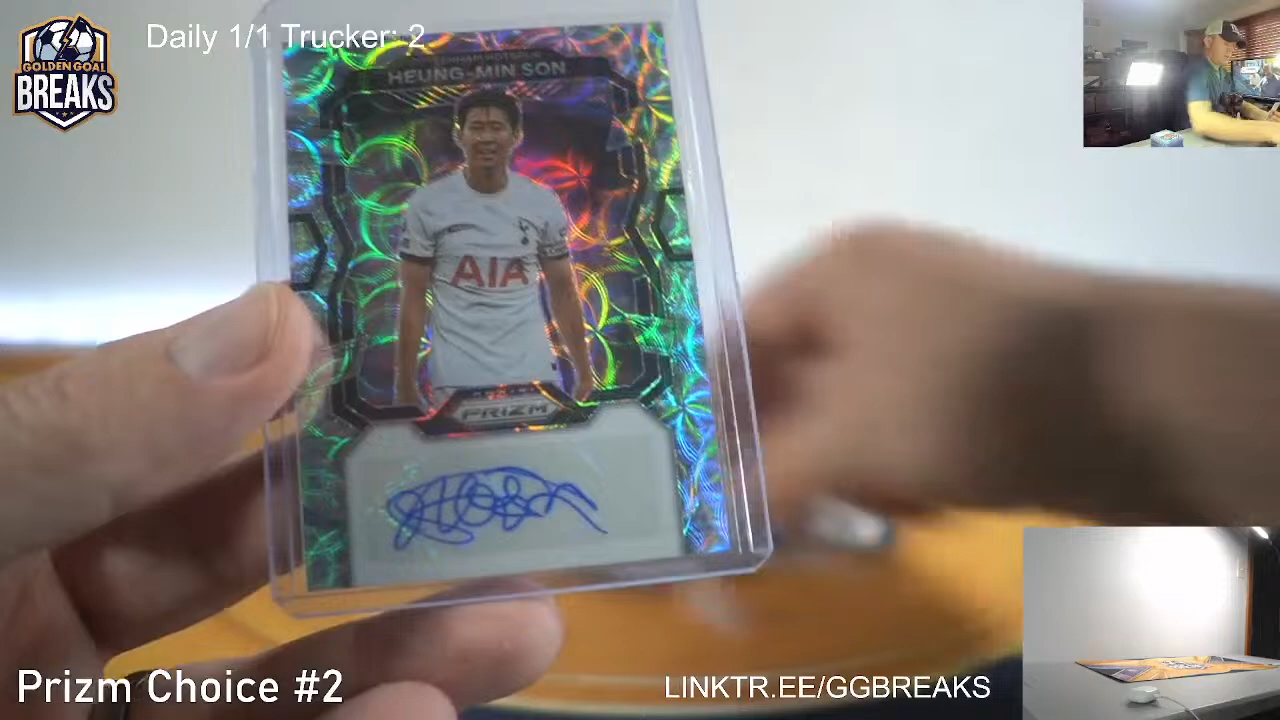 Daily 1/1 Trucker: 2
GOLDEN GOAL
BREAKS
TOTTENHAM HOTSPUR
HEUNG-MIN SON
AIA
PRIZM
Prizm Choice #2
LINKTR.EE/GGBREAKS